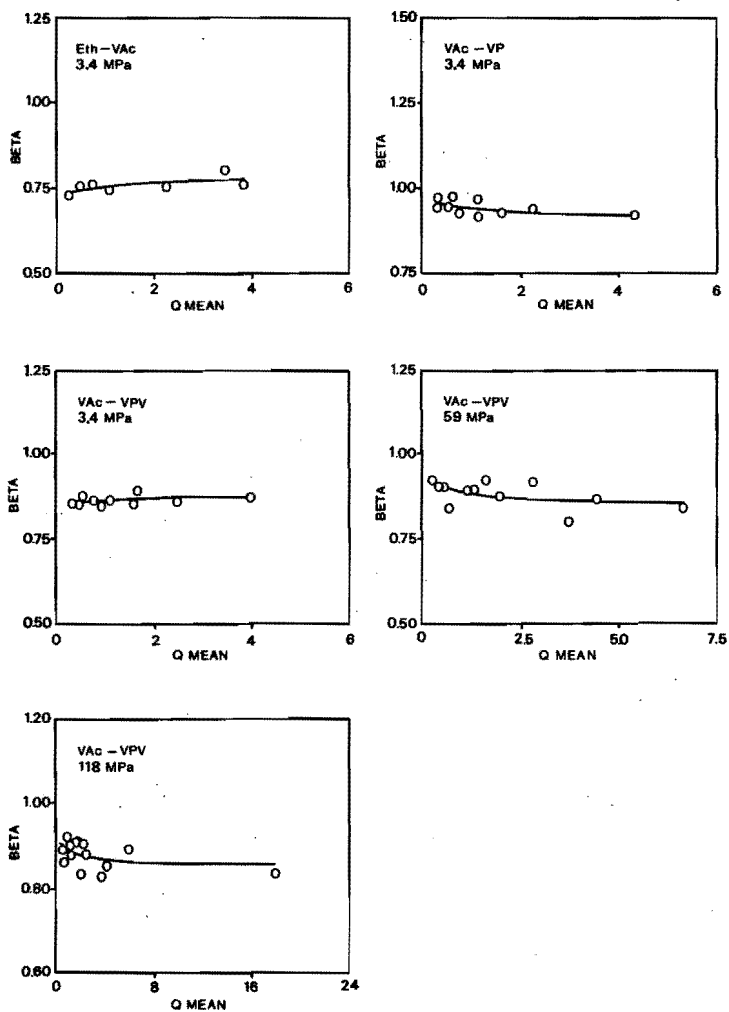 1.25
Eth-VAc
3.4 MPa
1.00
BETA
0.75
0.50
0 2 4 6
Q MEAN
1.50
VAc-VP
3.4 MPa
1.25
BETA
1.00
0.75
0 2 4 6
Q MEAN
1.25
VAc-VPV
3.4 MPa
1.00
BETA
0.75
0.50
0 2 4 6
Q MEAN
1.25
VAc-VPV
59 MPa
1.00
BETA
0.75
0.50
0 2.5 5.0 7.5
Q MEAN
1.20
VAc-VPV
118 MPa
1.00
BETA
0.80
0.60
0 8 16 24
Q MEAN